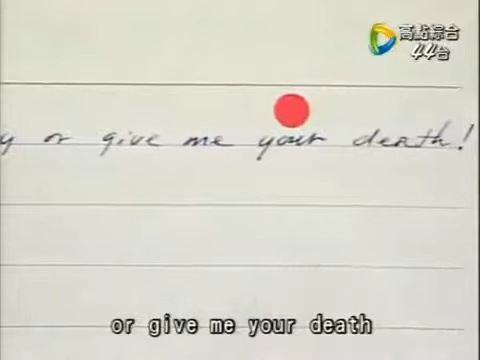 高點綜合
44台
y or give me your death!
or give me your death